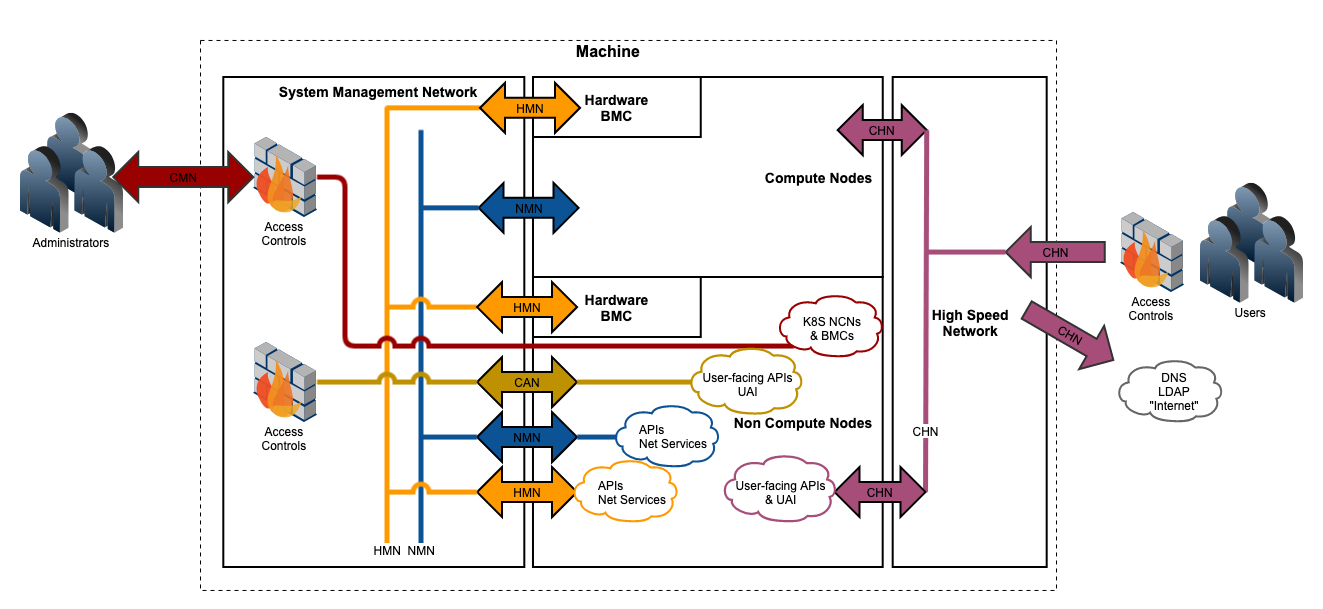 Machine
System Management Network
HMN
Hardware
BMC
CHN
CMN
Compute Nodes
NMN
Access
Controls
Administrators
CHN
HMN
Hardware
BMC
K8S NCNs
& BMCs
High Speed
Network
CHN
Access
Controls
Users
CAN
User-facing APIs
UAI
DNS
LDAP
"Internet"
Access
Controls
NMN
APIs
Net Services
Non Compute Nodes
CHN
HMN
APIs
Net Services
User-facing APIs
& UAI
CHN
HMN
NMN